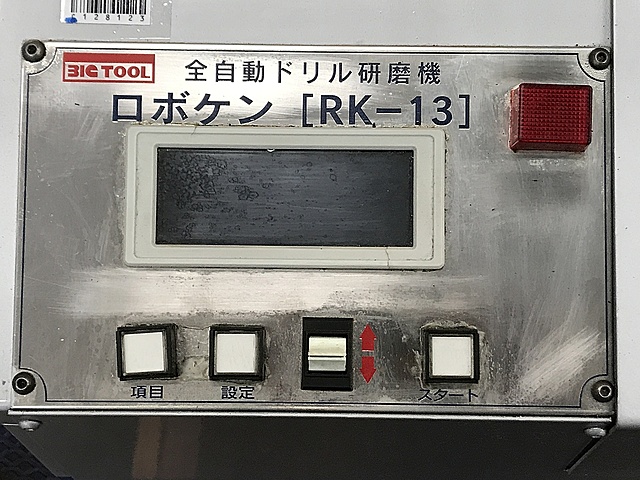 S128123
BIG TOOL
全自動ドリル研磨機
ロボケン [RK-13]
項目
設定
スタート